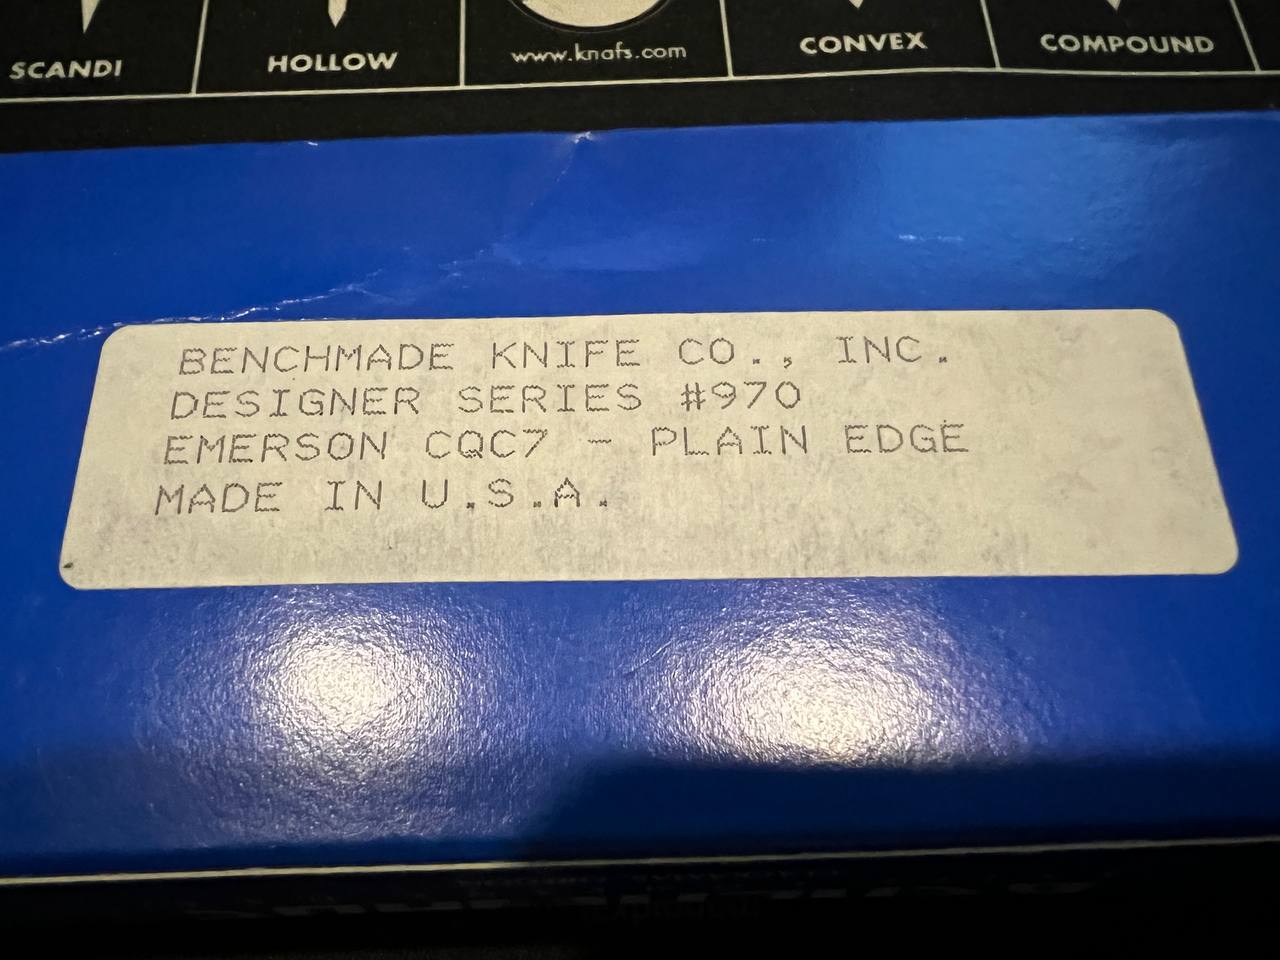 SCANDI HOLLOW www.knafs.com CONVEX COMPOUND
BENCHMADE KNIFE CO., INC.
DESIGNER SERIES #970
EMERSON CQC7 - PLAIN EDGE
MADE IN U.S.A.